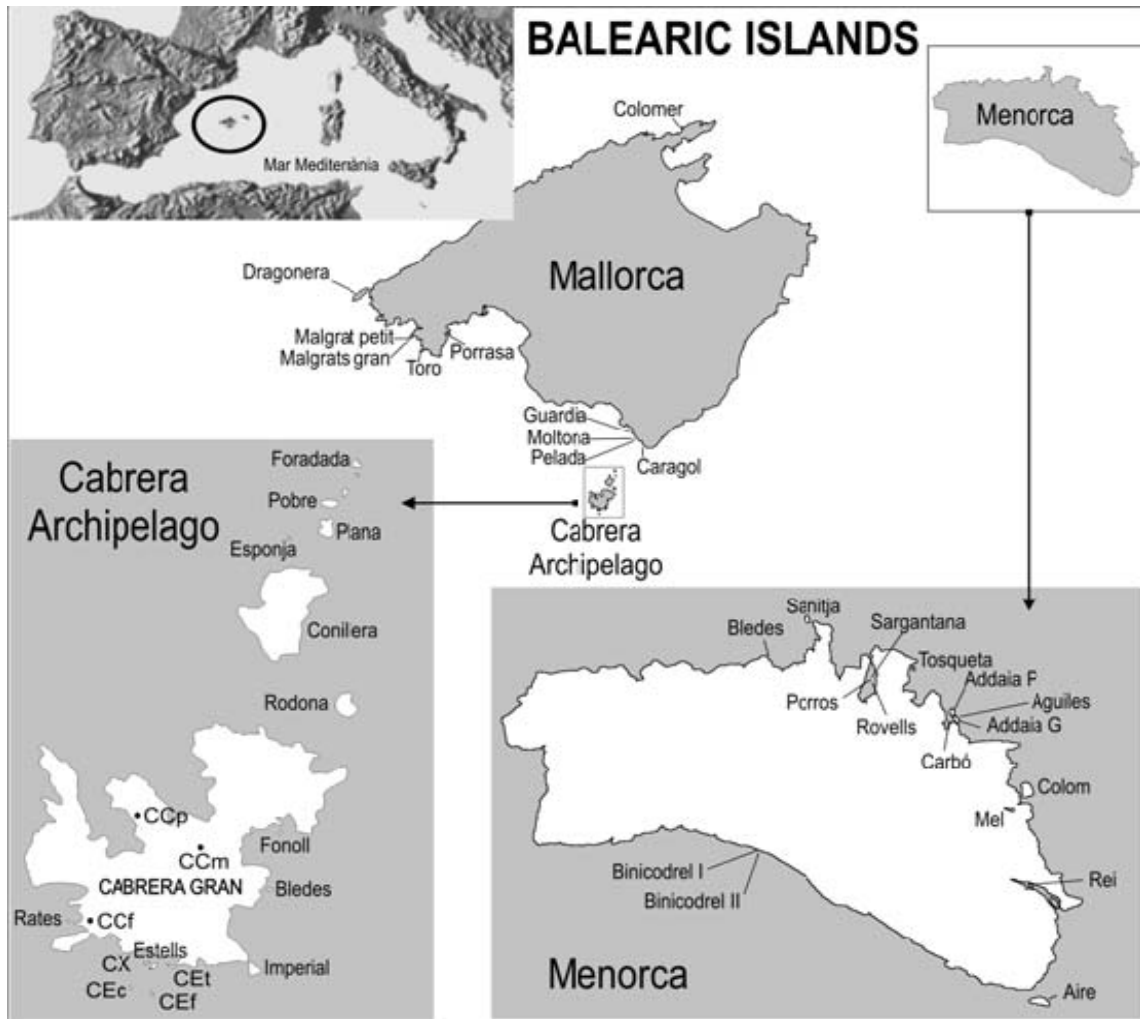 BALEARIC ISLANDS
Mar Mediterrània
Menorca
Colomer
Mallorca
Dragonera
Malgrat petit
Malgrats gran
Toro
Porrasa
Guardia
Moltona
Pelada
Caragol
Cabrera
Archipelago
Cabrera
Archipelago
Foradada
Pobre
Plana
Esponja
Conillera
Rodona
CCp
CCm
Fonoll
CABRERA GRAN
Bledes
Rates
CCf
Estells
CX
CEt
Imperial
CEc
CEf
Sanitja
Bledes
Sargantana
Tosqueta
Addaia P
Porros
Aguiles
Rovells
Addaia G
Carbó
Colom
Mel
Binicodrel I
Binicodrel II
Rei
Menorca
Aire